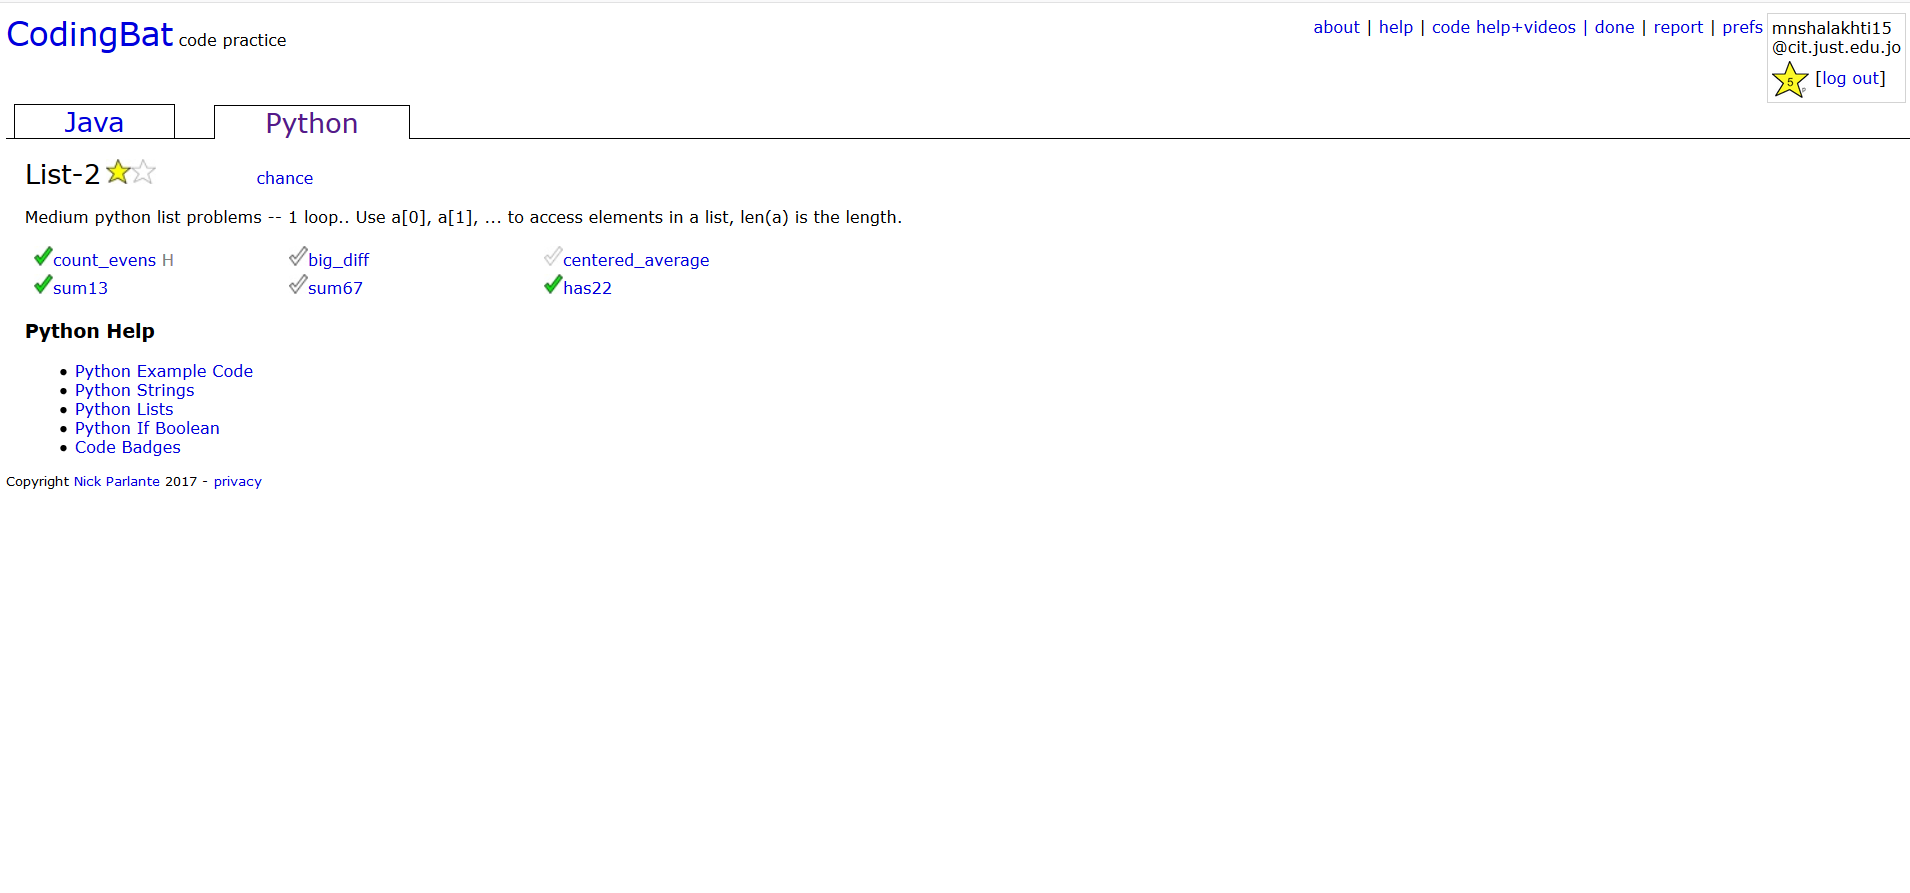 CodingBat code practice
about | help | code help+videos | done | report | prefs
mnshalakhti15
@cit.just.edu.jo
5 [log out]
Java
Python
List-2
chance
Medium python list problems -- 1 loop.. Use a[0], a[1], ... to access elements in a list, len(a) is the length.
count_evens H big_diff centered_average
sum13 sum67 has22
Python Help
• Python Example Code
• Python Strings
• Python Lists
• Python If Boolean
• Code Badges
Copyright Nick Parlante 2017 - privacy